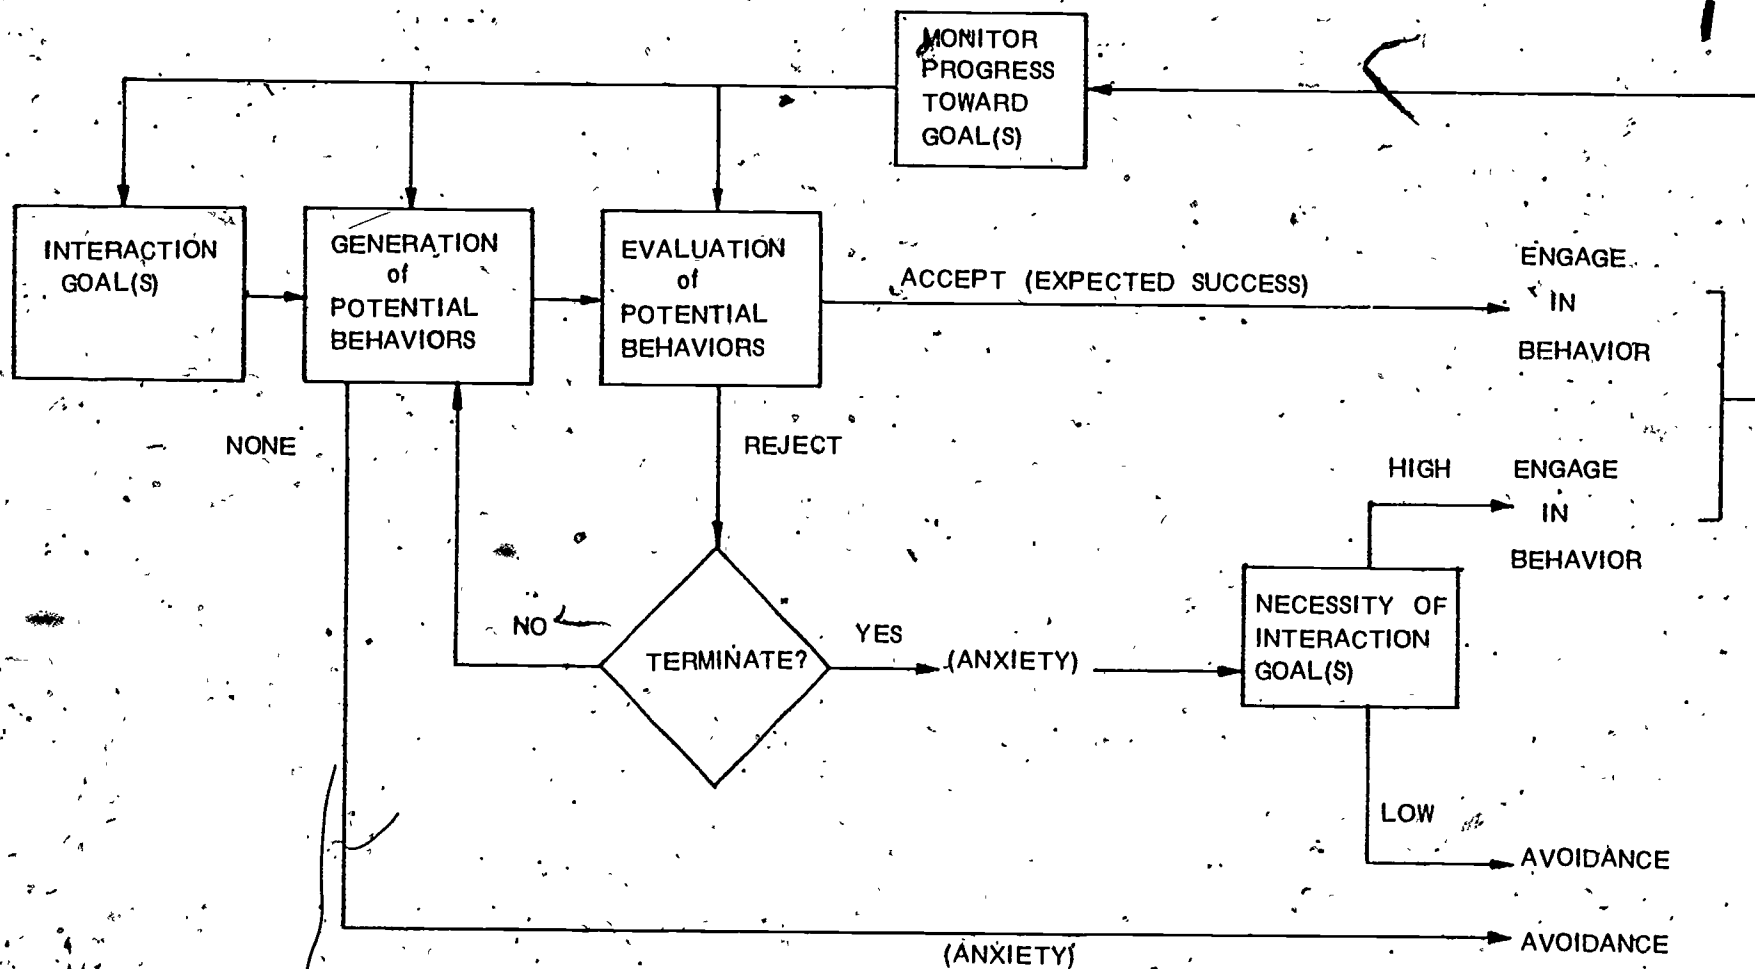 MONITOR
PROGRESS
TOWARD
GOAL(S)
INTERACTION
GOAL(S)
GENERATION
of
POTENTIAL
BEHAVIORS
EVALUATION
of
POTENTIAL
BEHAVIORS
ACCEPT (EXPECTED SUCCESS)
ENGAGE
IN
BEHAVIOR
NONE
REJECT
HIGH
ENGAGE
IN
BEHAVIOR
NO
TERMINATE?
YES
(ANXIETY)
NECESSITY OF
INTERACTION
GOAL(S)
LOW
AVOIDANCE
(ANXIETY)
AVOIDANCE